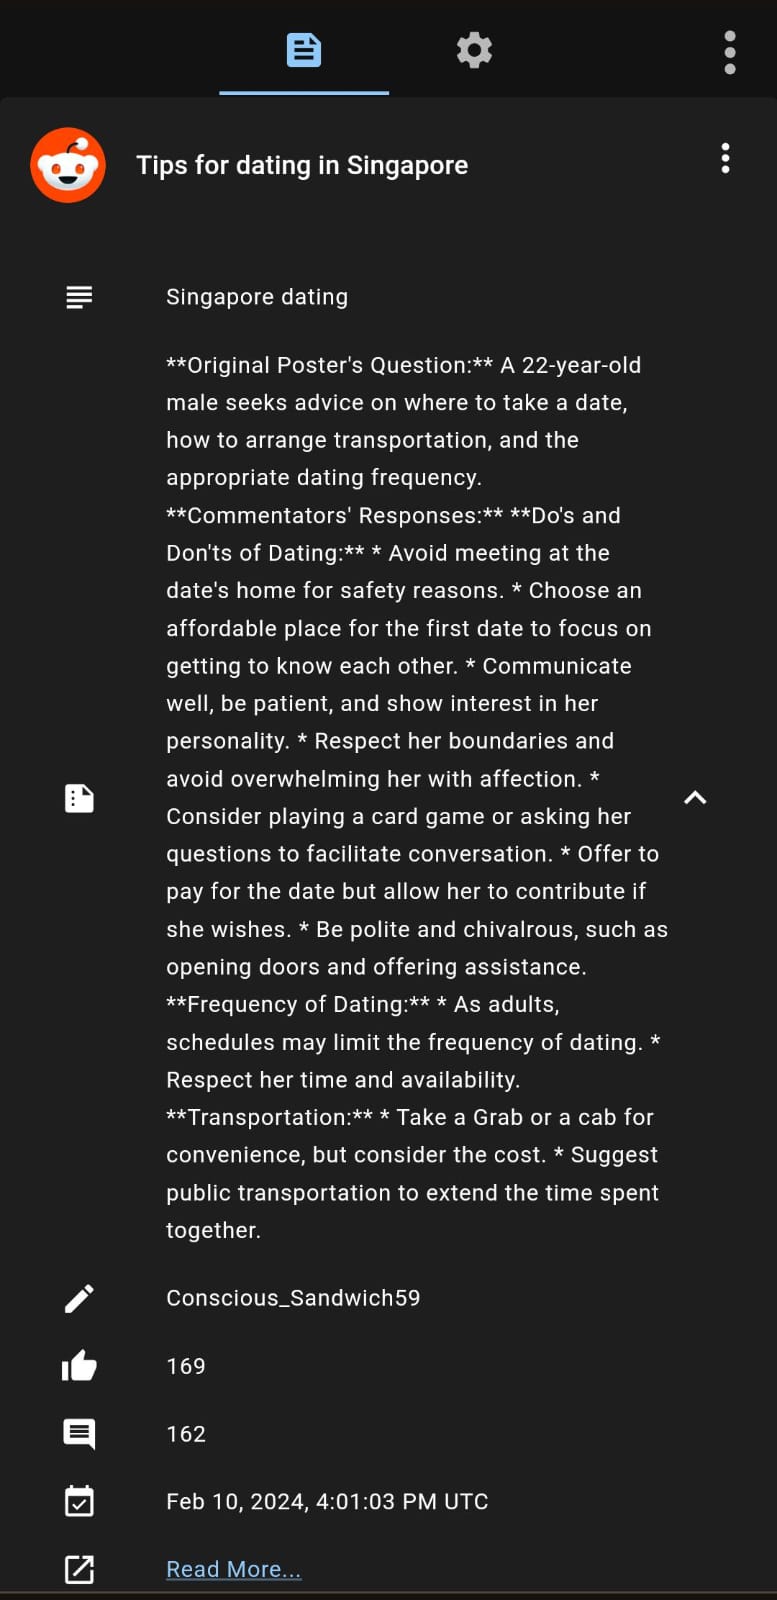 Tips for dating in Singapore
Singapore dating
**Original Poster's Question:** A 22-year-old
male seeks advice on where to take a date,
how to arrange transportation, and the
appropriate dating frequency.
**Commentators' Responses:** **Do's and
Don'ts of Dating:** * Avoid meeting at the
date's home for safety reasons. * Choose an
affordable place for the first date to focus on
getting to know each other. * Communicate
well, be patient, and show interest in her
personality. * Respect her boundaries and
avoid overwhelming her with affection. *
Consider playing a card game or asking her
questions to facilitate conversation. * Offer to
pay for the date but allow her to contribute if
she wishes. * Be polite and chivalrous, such as
opening doors and offering assistance.
**Frequency of Dating:** * As adults,
schedules may limit the frequency of dating. *
Respect her time and availability.
**Transportation:** * Take a Grab or a cab for
convenience, but consider the cost. * Suggest
public transportation to extend the time spent
together.
Conscious_Sandwich59
169
162
Feb 10, 2024, 4:01:03 PM UTC
Read More...